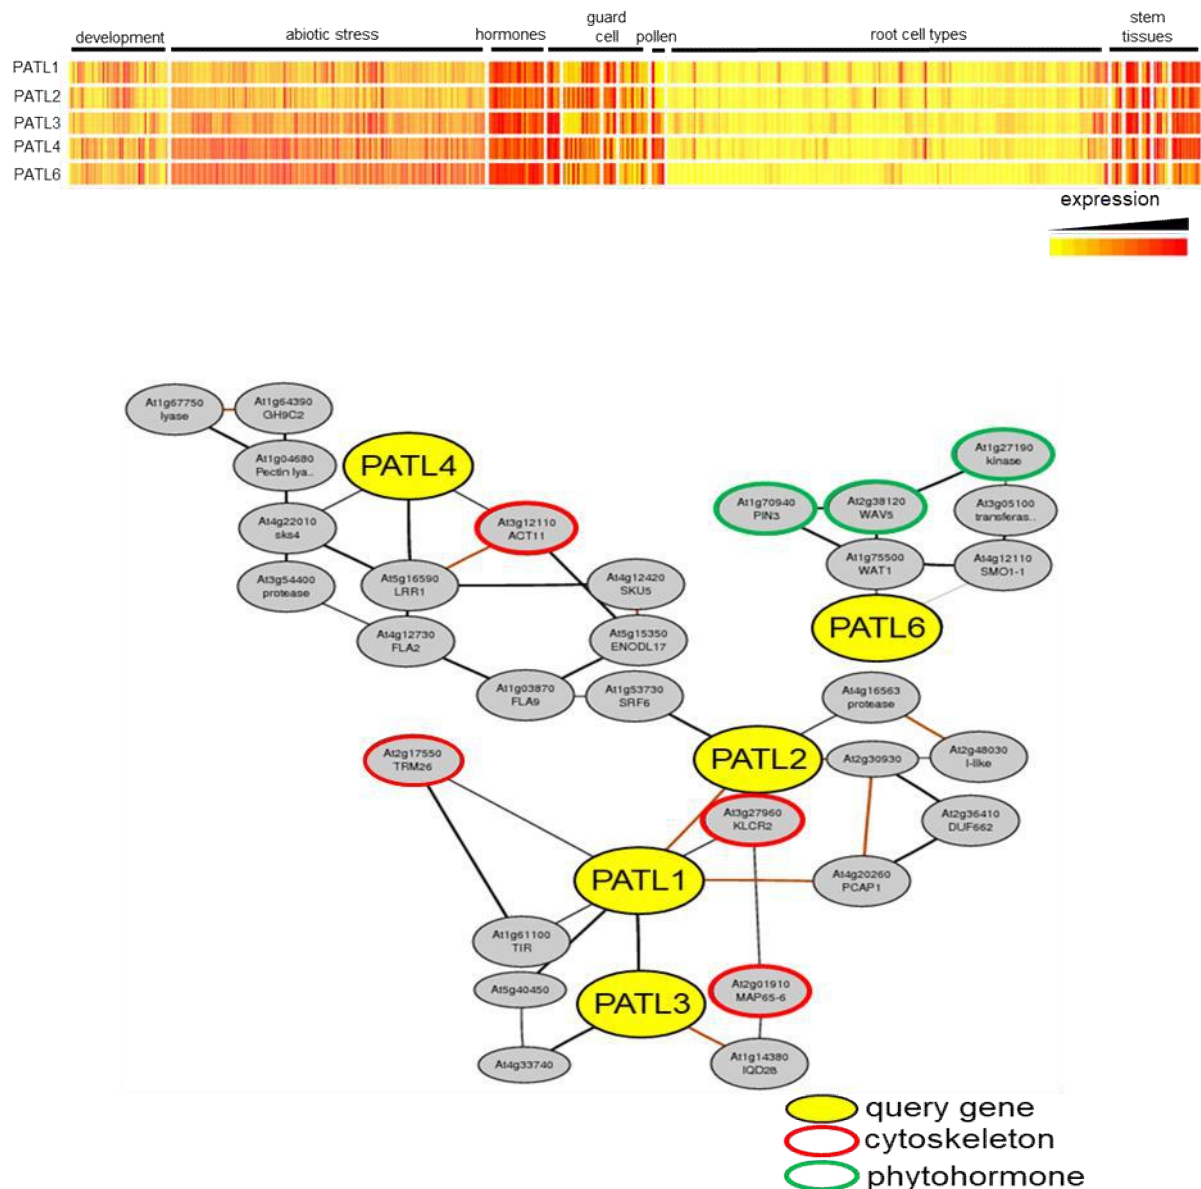 development
abiotic stress
hormones
guard
cell
pollen
root cell types
stem
tissues
PATL1
PATL2
PATL3
PATL4
PATL6
expression
At1g67750
lyase
At1g64390
GH9C2
At1g04680
Pectin lya..
PATL4
At4g22010
sks4
At3g12110
ACT11
At3g54400
protease
At5g16590
LRR1
At4g12420
SKU5
At4g12730
FLA2
At5g15350
ENODL17
At1g03870
FLA9
At1g53730
SRF6
At1g27190
kinase
At1g70940
PIN3
At2g38120
WAV5
At3g05100
transferas..
At1g75500
WAT1
At4g12110
SMO1-1
PATL6
At4g16563
protease
At2g17550
TRM26
PATL2
At2g30930
At2g48030
I-like
At3g27960
KLCR2
At2g36410
DUF662
PATL1
At4g20260
PCAP1
At1g61100
TIR
At5g40450
PATL3
At2g01910
MAP65-6
At4g33740
At1g14380
IQD28
query gene
cytoskeleton
phytohormone